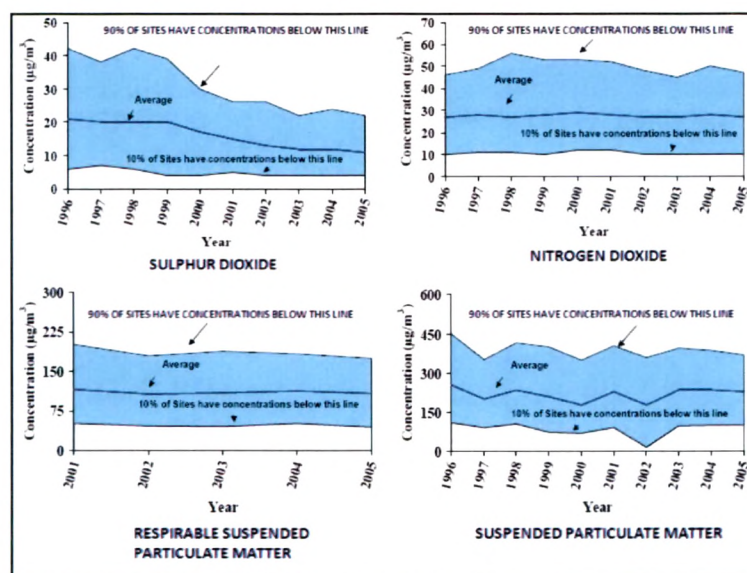 90% OF SITES HAVE CONCENTRATIONS BELOW THIS LINE
Concentration (µg/m³)
50
40
30
20
10
0
Average
10% of Sites have concentrations below this line
1996
1997
1998
1999
2000
2001
2002
2003
2004
2005
Year
SULPHUR DIOXIDE
90% OF SITES HAVE CONCENTRATIONS BELOW THIS LINE
Concentration (µg/m³)
70
60
50
40
30
20
10
0
Average
10% of Sites have concentrations below this line
1996
1997
1998
1999
2000
2001
2002
2003
2004
2005
Year
NITROGEN DIOXIDE
90% OF SITES HAVE CONCENTRATIONS BELOW THIS LINE
Concentration (µg/m³)
300
225
150
75
0
Average
10% of Sites have concentrations below this line
2001
2002
2003
2004
2005
Year
RESPIRABLE SUSPENDED
PARTICULATE MATTER
90% OF SITES HAVE CONCENTRATIONS BELOW THIS LINE
Concentration (µg/m³)
600
450
300
150
0
Average
10% of Sites have concentrations below this line
1996
1997
1998
1999
2000
2001
2002
2003
2004
2005
Year
SUSPENDED PARTICULATE MATTER